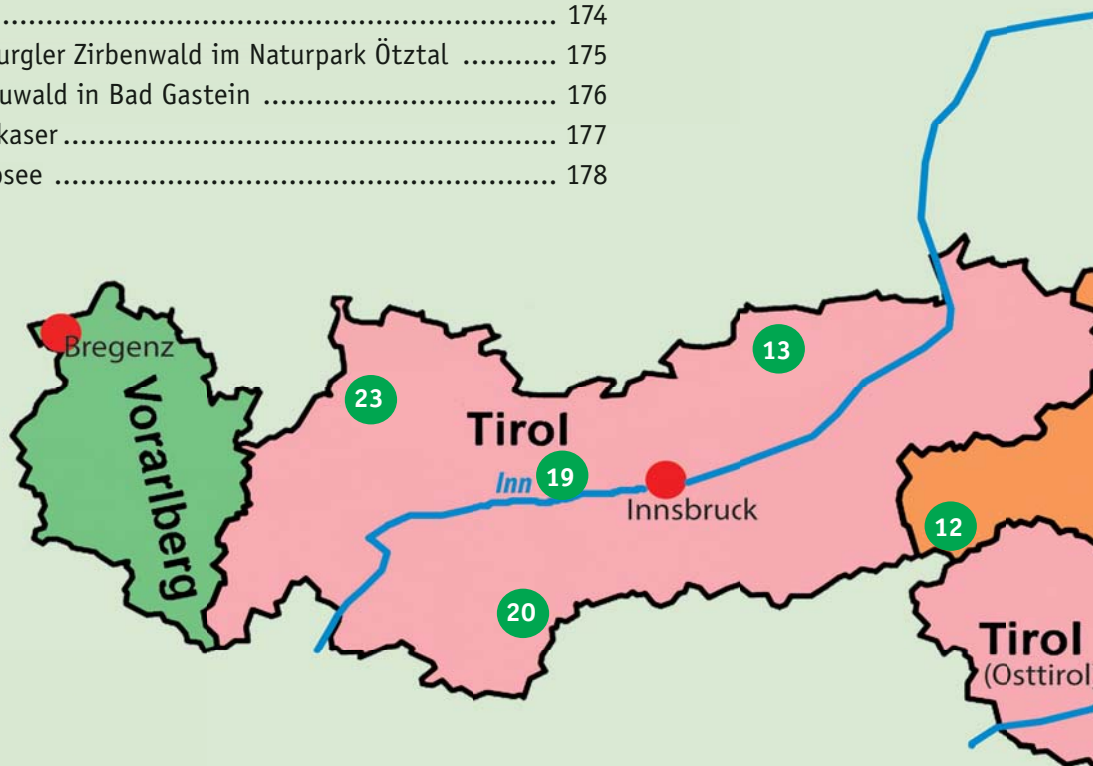 ........................................................ 174
urgler Zirbenwald im Naturpark Ötztal ........... 175
uwald in Bad Gastein .................................. 176
kaser ......................................................... 177
see .......................................................... 178
Bregenz
13
23
Vorarlberg
Tirol
Inn
19
Innsbruck
12
20
Tirol
(Osttirol